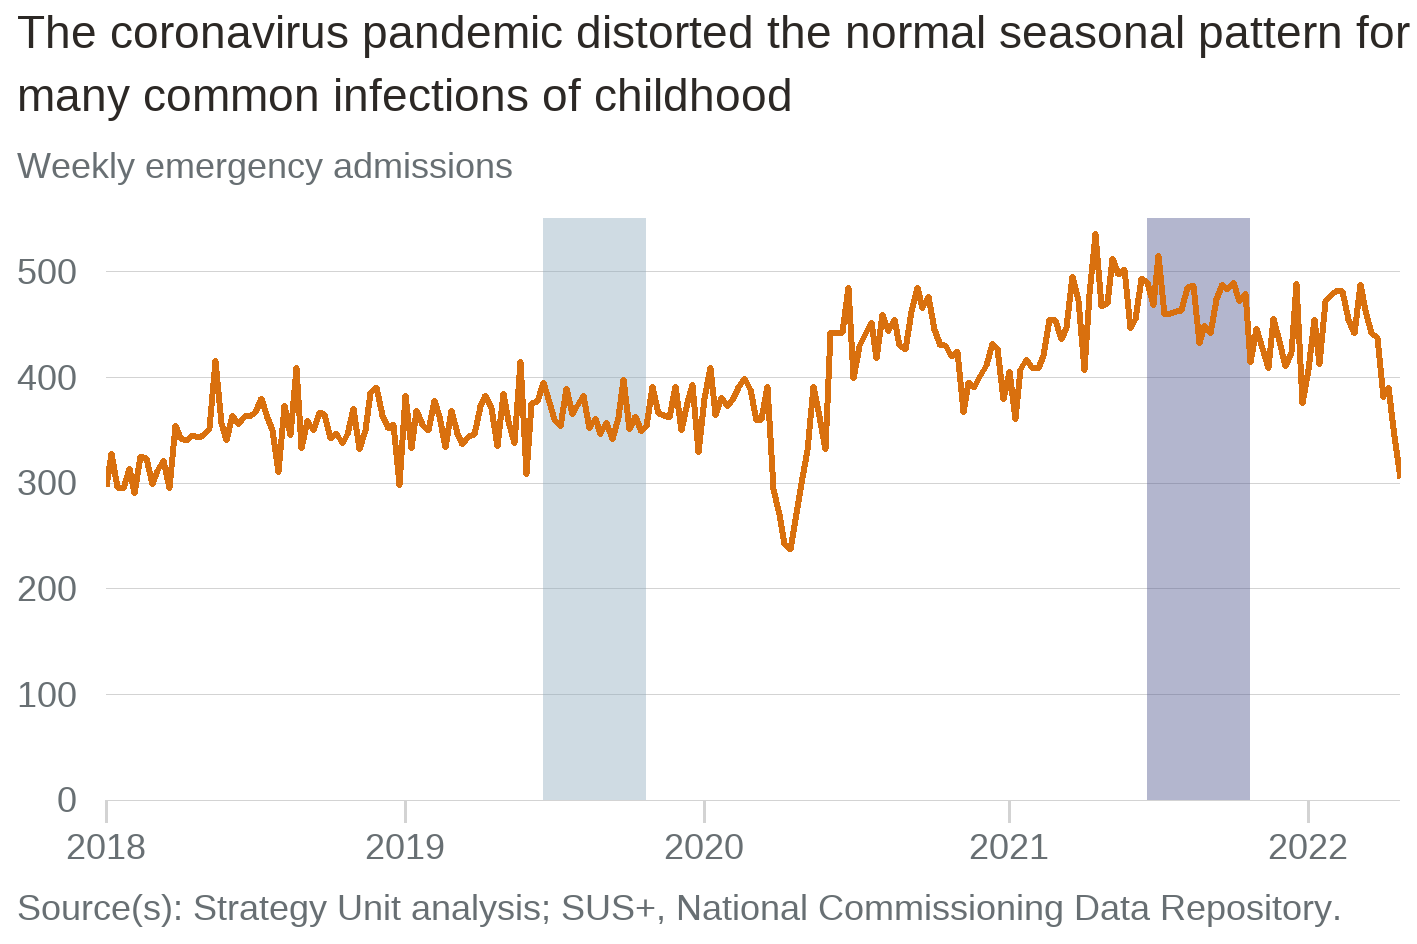 The coronavirus pandemic distorted the normal seasonal pattern for
many common infections of childhood
Weekly emergency admissions
500
400
300
200
100
0
2018 2019 2020 2021 2022
Source(s): Strategy Unit analysis; SUS+, National Commissioning Data Repository.